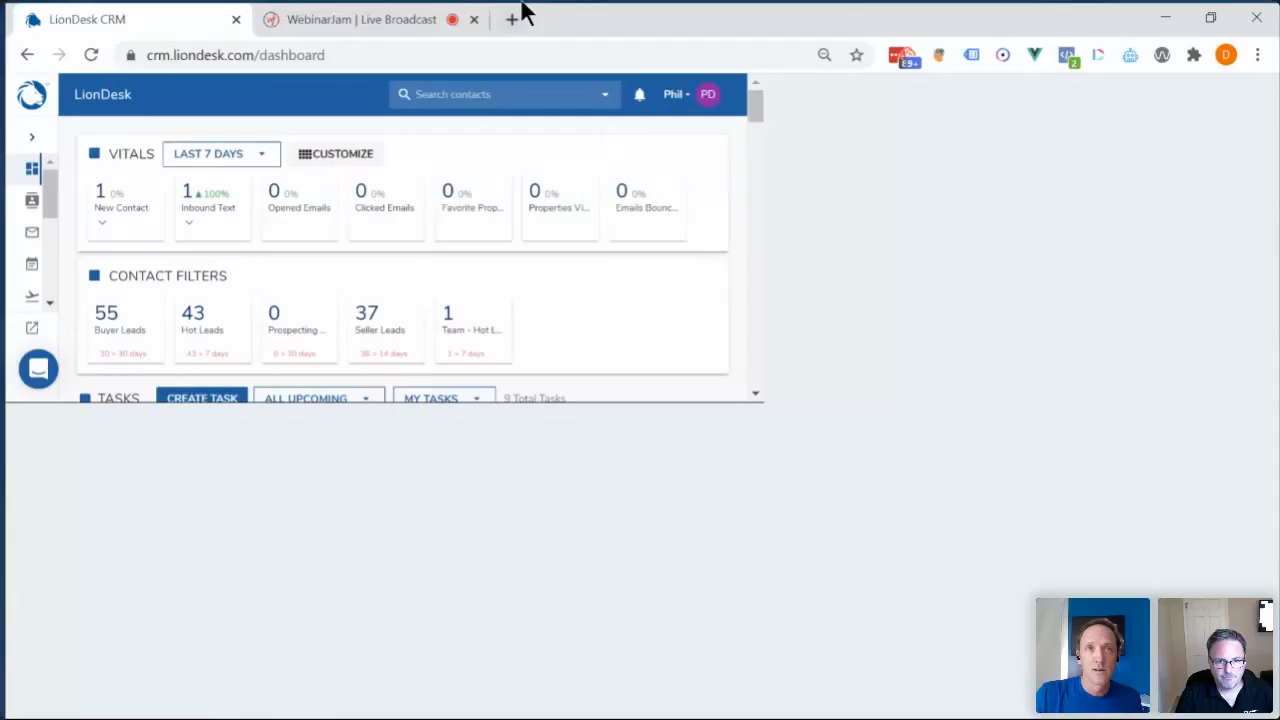 LionDesk CRM
WebinarJam | Live Broadcast
crm.liondesk.com/dashboard
89+
2
D
LionDesk
Search contacts
Phil
PD
VITALS
LAST 7 DAYS
CUSTOMIZE
1 0%
New Contact
1 100%
Inbound Text
0 0%
Opened Emails
0 0%
Clicked Emails
0 0%
Favorite Prop...
0 0%
Properties Vi...
0 0%
Emails Bounc...
CONTACT FILTERS
55
Buyer Leads
30 > 30 days
43
Hot Leads
43 > 7 days
0
Prospecting ...
0 > 30 days
37
Seller Leads
36 > 14 days
1
Team - Hot L...
1 > 7 days
TASKS
CREATE TASK
ALL UPCOMING
MY TASKS
9 Total Tasks